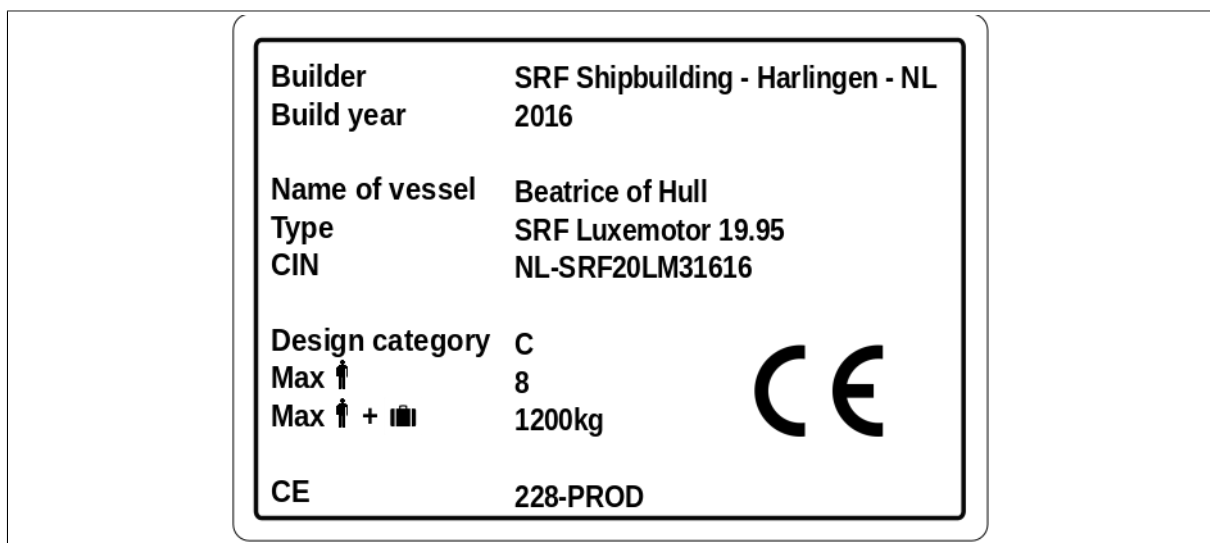 Builder SRF Shipbuilding - Harlingen - NL
Build year 2016
Name of vessel Beatrice of Hull
Type SRF Luxemotor 19.95
CIN NL-SRF20LM31616
Design category C
Max 8
Max + 1200kg
CE
CE 228-PROD